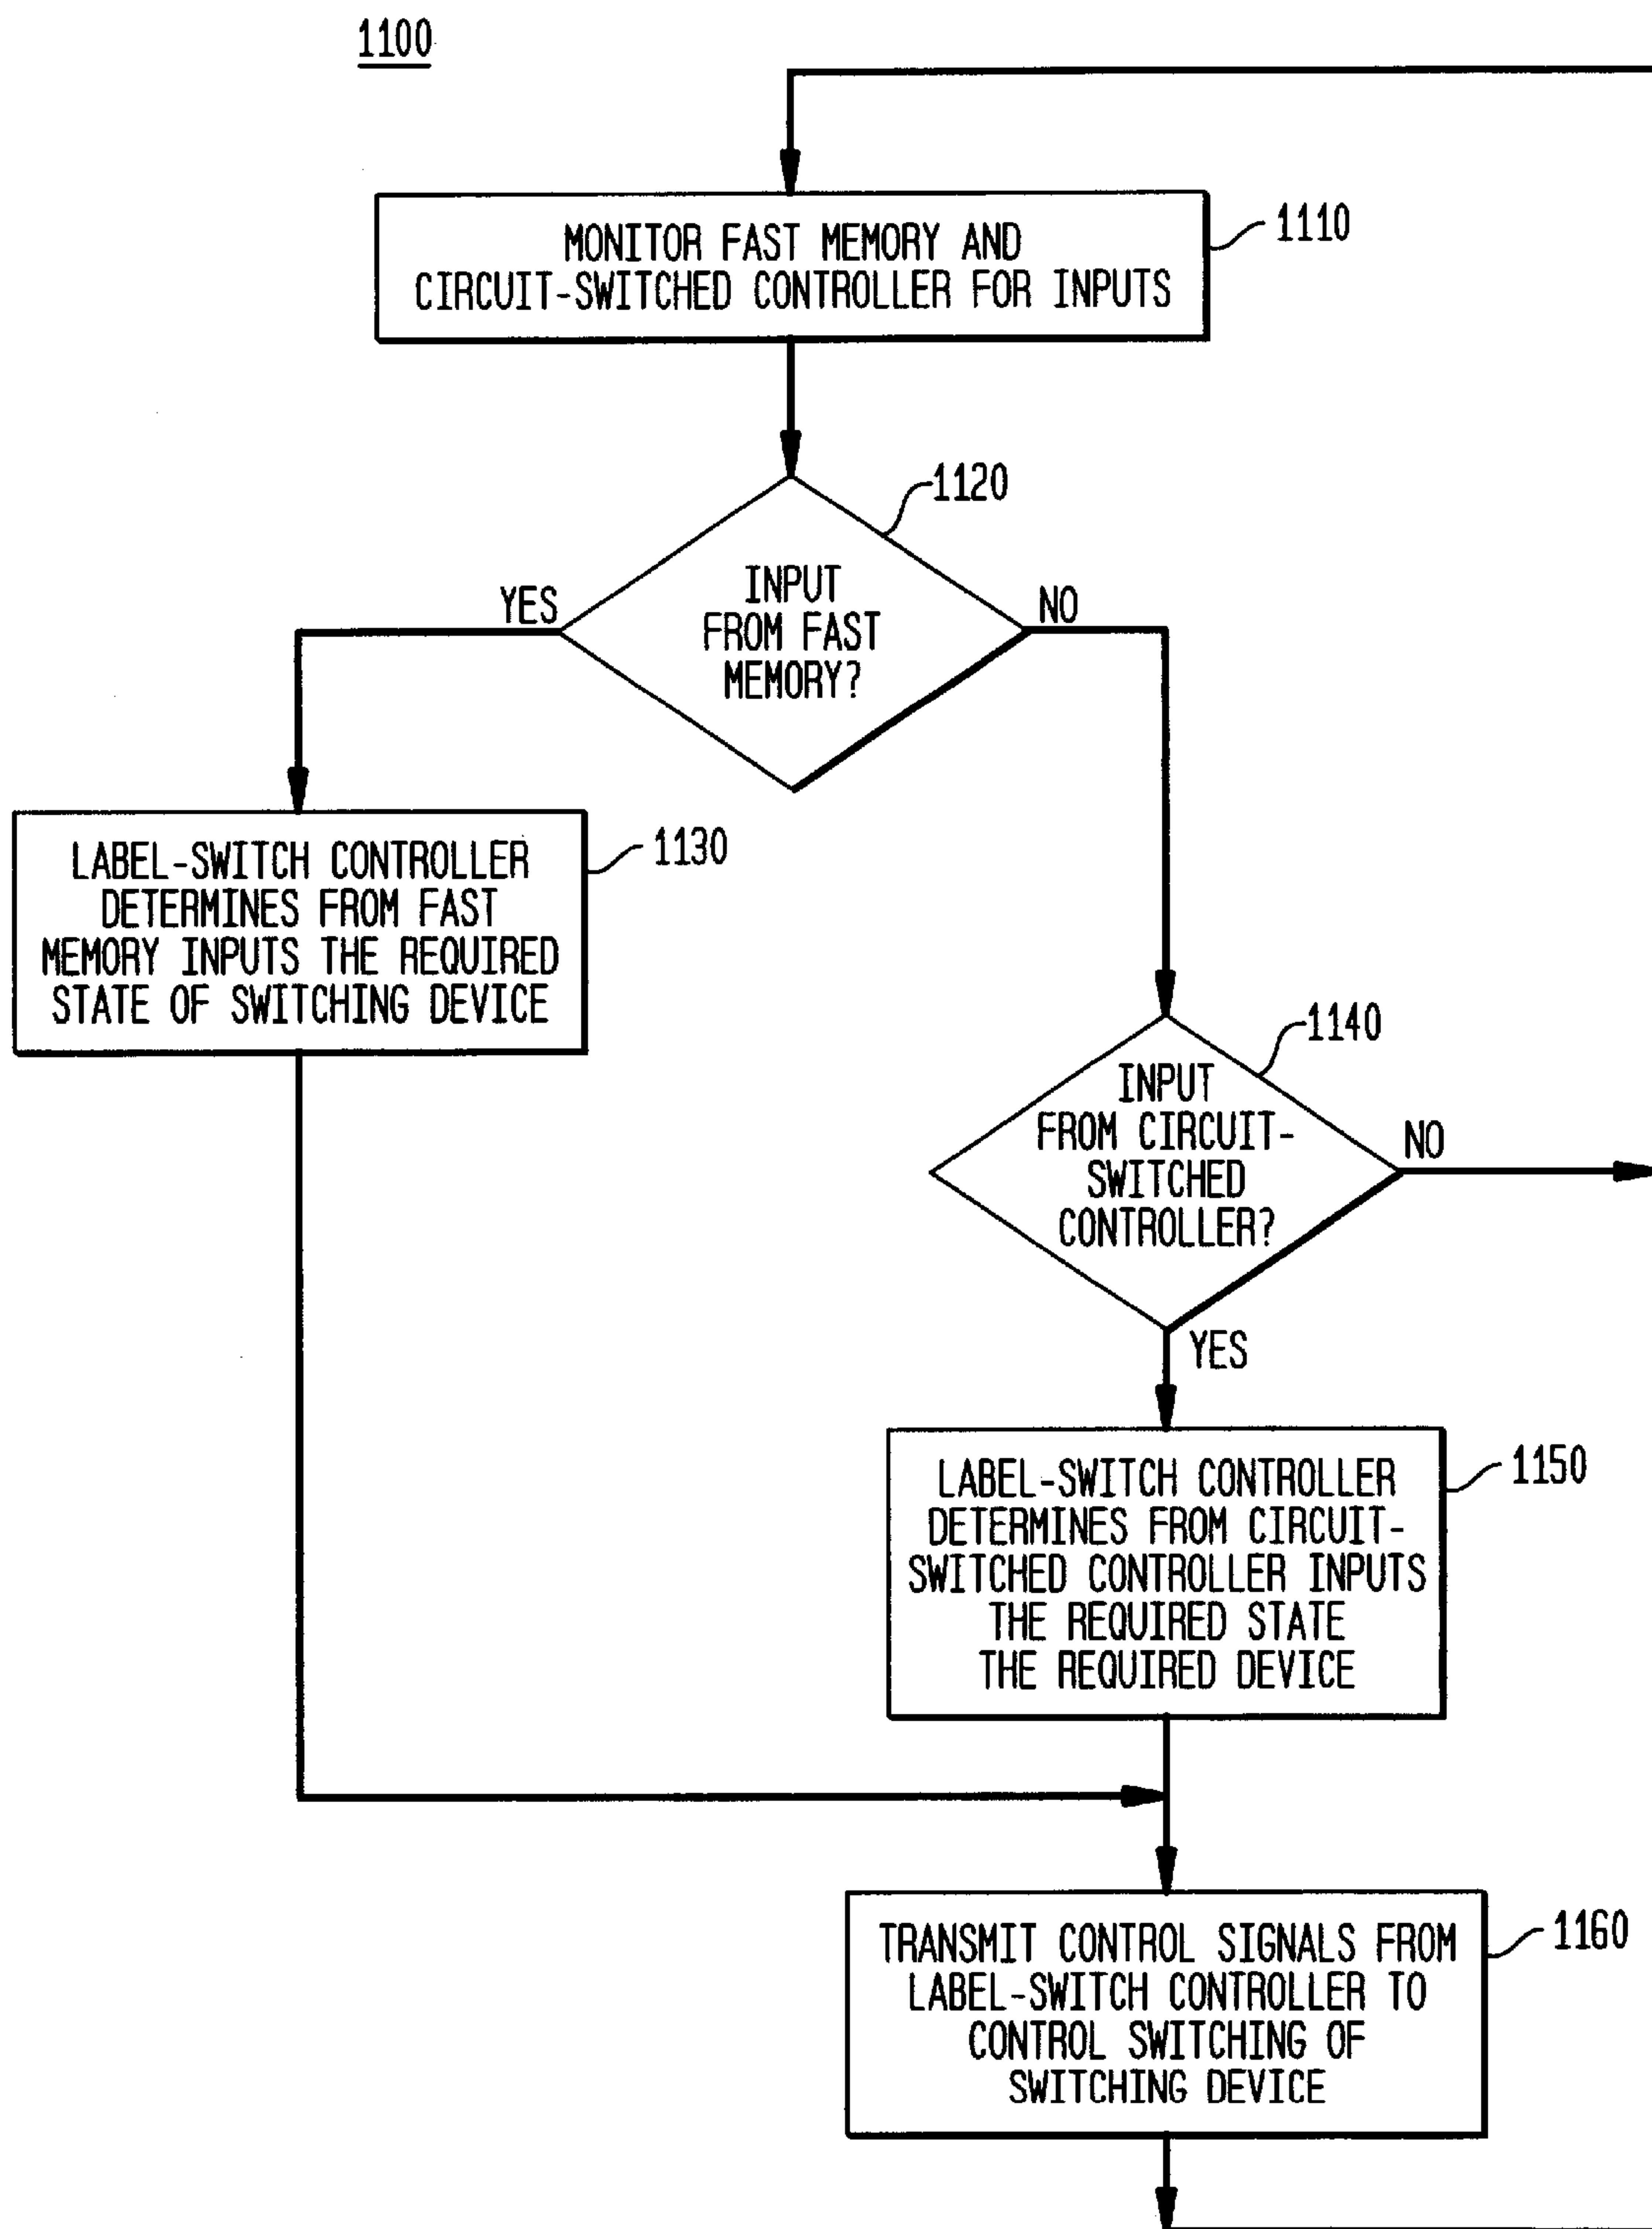 1100
MONITOR FAST MEMORY AND
CIRCUIT-SWITCHED CONTROLLER FOR INPUTS
1110
1120
INPUT
FROM FAST
MEMORY?
YES
NO
LABEL-SWITCH CONTROLLER
DETERMINES FROM FAST
MEMORY INPUTS THE REQUIRED
STATE OF SWITCHING DEVICE
1130
1140
INPUT
FROM CIRCUIT-
SWITCHED
CONTROLLER?
NO
YES
LABEL-SWITCH CONTROLLER
DETERMINES FROM CIRCUIT-
SWITCHED CONTROLLER INPUTS
THE REQUIRED STATE
THE REQUIRED DEVICE
1150
TRANSMIT CONTROL SIGNALS FROM
LABEL-SWITCH CONTROLLER TO
CONTROL SWITCHING OF
SWITCHING DEVICE
1160